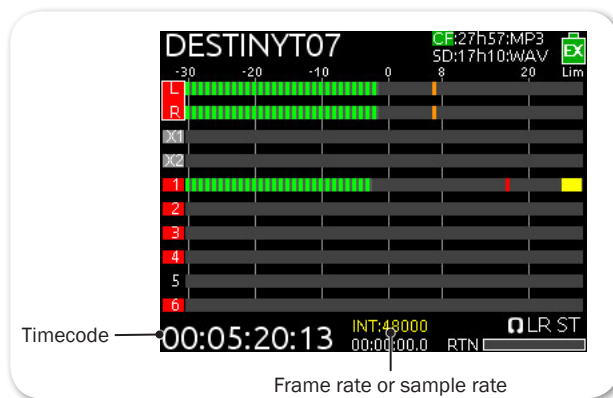 DESTINYT07
CF:27h57:MP3
SD:17h10:WAV
EX
-30 -20 -10 0 8 20 Lim
L
R
X1
X2
1
2
3
4
5
6
Timecode
00:05:20:13
INT:48000
00:00:00.0
LR ST
RTN
Frame rate or sample rate